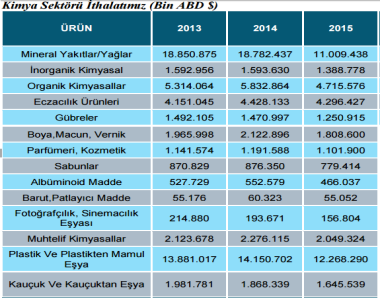 Kimya Sektörü İthalatımız (Bin ABD $)
ÜRÜN 2013 2014 2015
Mineral Yakıtlar/Yağlar 18.850.875 18.782.437 11.009.438
İnorganik Kimyasal 1.592.956 1.593.630 1.388.778
Organik Kimyasallar 5.314.064 5.832.864 4.715.576
Eczacılık Ürünleri 4.151.045 4.428.133 4.296.427
Gübreler 1.492.105 1.470.997 1.250.915
Boya,Macun, Vernik 1.965.998 2.122.896 1.808.600
Parfümeri, Kozmetik 1.141.574 1.191.588 1.101.900
Sabunlar 870.829 876.350 779.414
Albüminoid Madde 527.729 552.579 466.037
Barut,Patlayıcı Madde 55.176 60.323 55.052
Fotoğrafçılık, Sinemacılık
Eşyası 214.880 193.671 156.804
Muhtelif Kimyasallar 2.123.678 2.276.115 2.049.324
Plastik Ve Plastikten Mamul
Eşya 13.881.017 14.150.702 12.268.290
Kauçuk Ve Kauçuktan Eşya 1.981.781 1.868.339 1.645.539